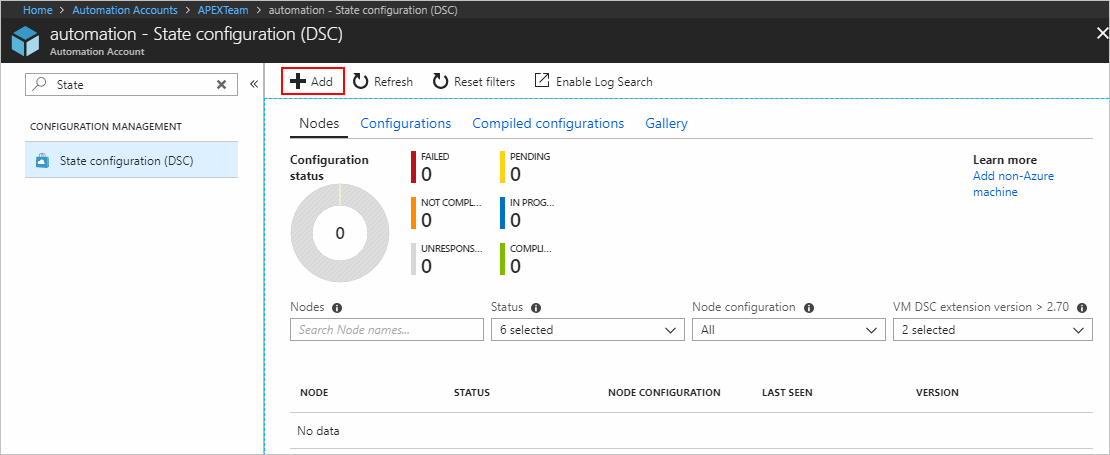 Home > Automation Accounts > APEXTeam > automation - State configuration (DSC)
automation - State configuration (DSC)
Automation Account
State
CONFIGURATION MANAGEMENT
State configuration (DSC)
Add Refresh Reset filters Enable Log Search
Nodes Configurations Compiled configurations Gallery
Configuration
status
0
FAILED
0
PENDING
0
NOT COMPL...
0
IN PROG...
0
UNRESPONS...
0
COMPLI...
0
Learn more
Add non-Azure
machine
Nodes Status Node configuration VM DSC extension version > 2.70
Search Node names... 6 selected All 2 selected
NODE STATUS NODE CONFIGURATION LAST SEEN VERSION
No data